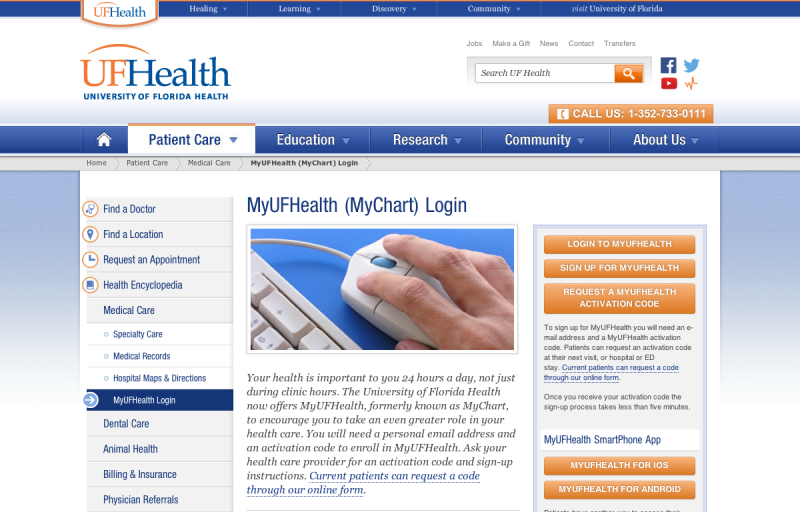 UFHealth
Healing
Learning
Discovery
Community
visit University of Florida
Jobs
Make a Gift
News
Contact
Transfers
UFHealth
UNIVERSITY OF FLORIDA HEALTH
Search UF Health
CALL US: 1-352-733-0111
Patient Care
Education
Research
Community
About Us
Home
Patient Care
Medical Care
MyUFHealth (MyChart) Login
Find a Doctor
Find a Location
Request an Appointment
Health Encyclopedia
Medical Care
Specialty Care
Medical Records
Hospital Maps & Directions
MyUFHealth Login
Dental Care
Animal Health
Billing & Insurance
Physician Referrals
MyUFHealth (MyChart) Login
Your health is important to you 24 hours a day, not just
during clinic hours. The University of Florida Health
now offers MyUFHealth, formerly known as MyChart,
to encourage you to take an even greater role in your
health care. You will need a personal email address and
an activation code to enroll in MyUFHealth. Ask your
health care provider for an activation code and sign-up
instructions. Current patients can request a code
through our online form.
LOGIN TO MYUFHEALTH
SIGN UP FOR MYUFHEALTH
REQUEST A MYUFHEALTH
ACTIVATION CODE
To sign up for MyUFHealth you will need an e-
mail address and a MyUFHealth activation
code. Patients can request an activation code
at their next visit, or hospital or ED
stay. Current patients can request a code
through our online form.
Once you receive your activation code the
sign-up process takes less than five minutes.
MyUFHealth SmartPhone App
MYUFHEALTH FOR IOS
MYUFHEALTH FOR ANDROID